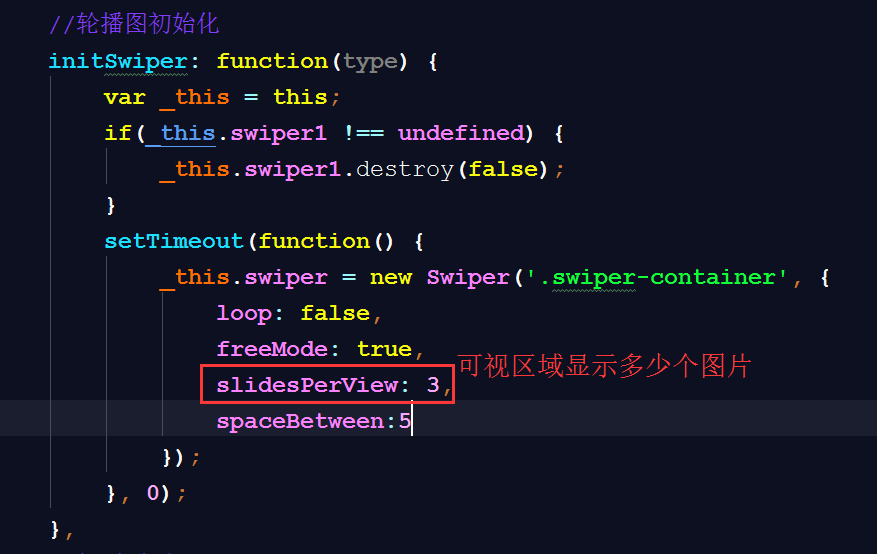 //轮播图初始化
initSwiper: function(type) {
var _this = this;
if(_this.swiper1 !== undefined) {
_this.swiper1.destroy(false);
}
setTimeout(function() {
_this.swiper = new Swiper('.swiper-container', {
loop: false,
freeMode: true,
slidesPerView: 3, 可视区域显示多少个图片
spaceBetween:5
});
}, 0);
},